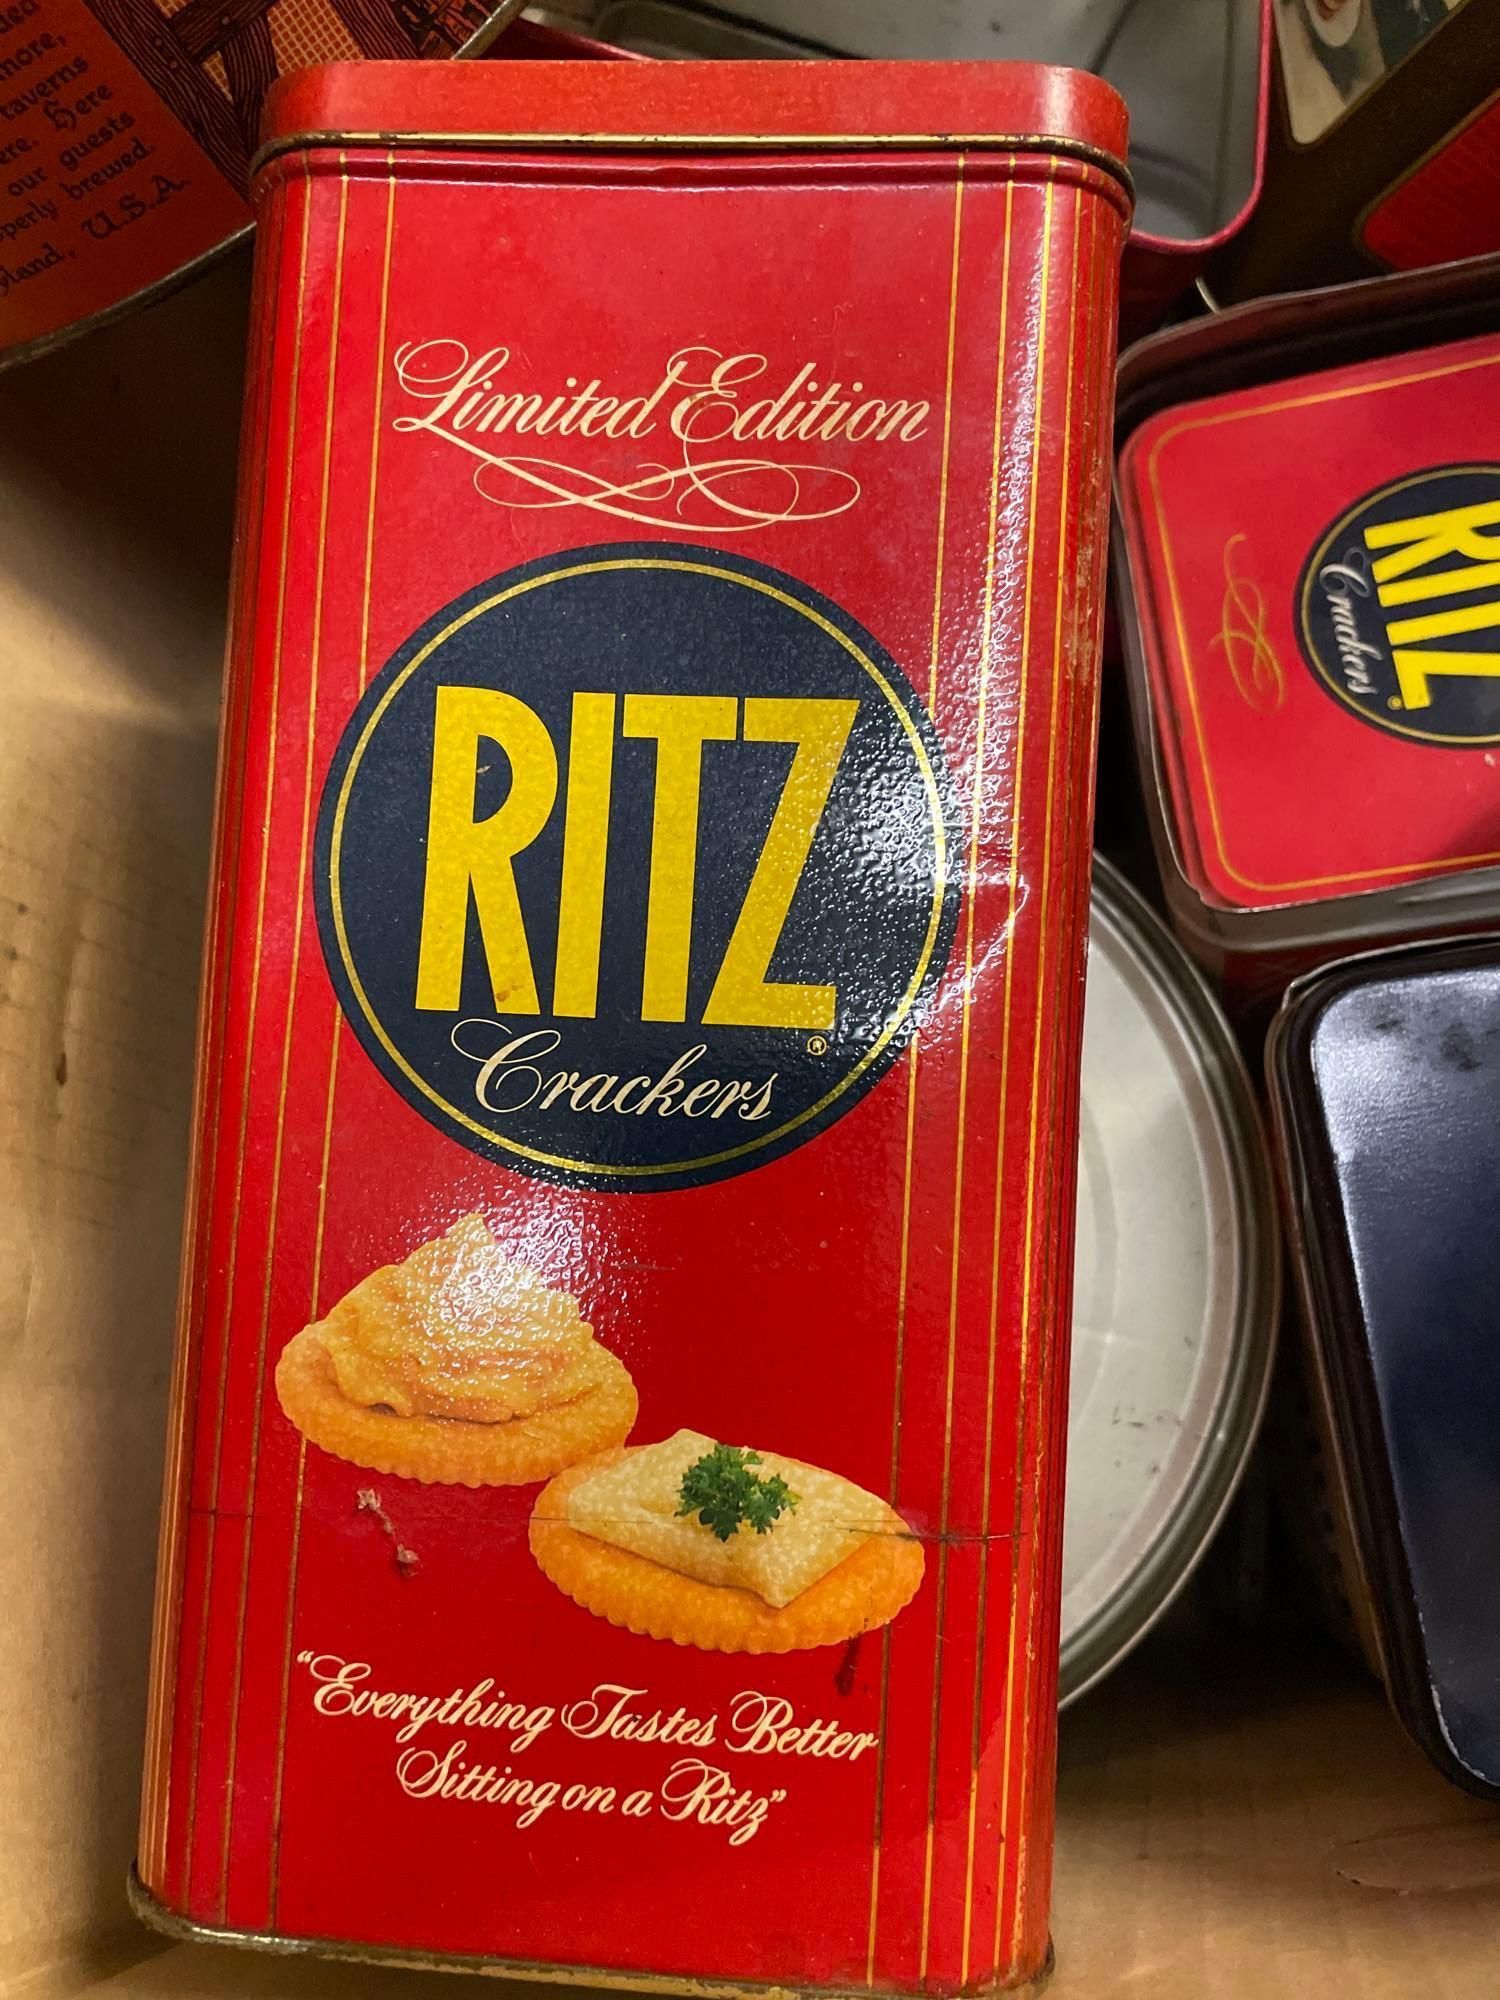 more,
taverns
ere. Here
our guests
perly brewed.
yland, U.S.A.
Limited Edition
RITZ®
Crackers
"Everything Tastes Better
Sitting on a Ritz"
RITZ®
Crackers